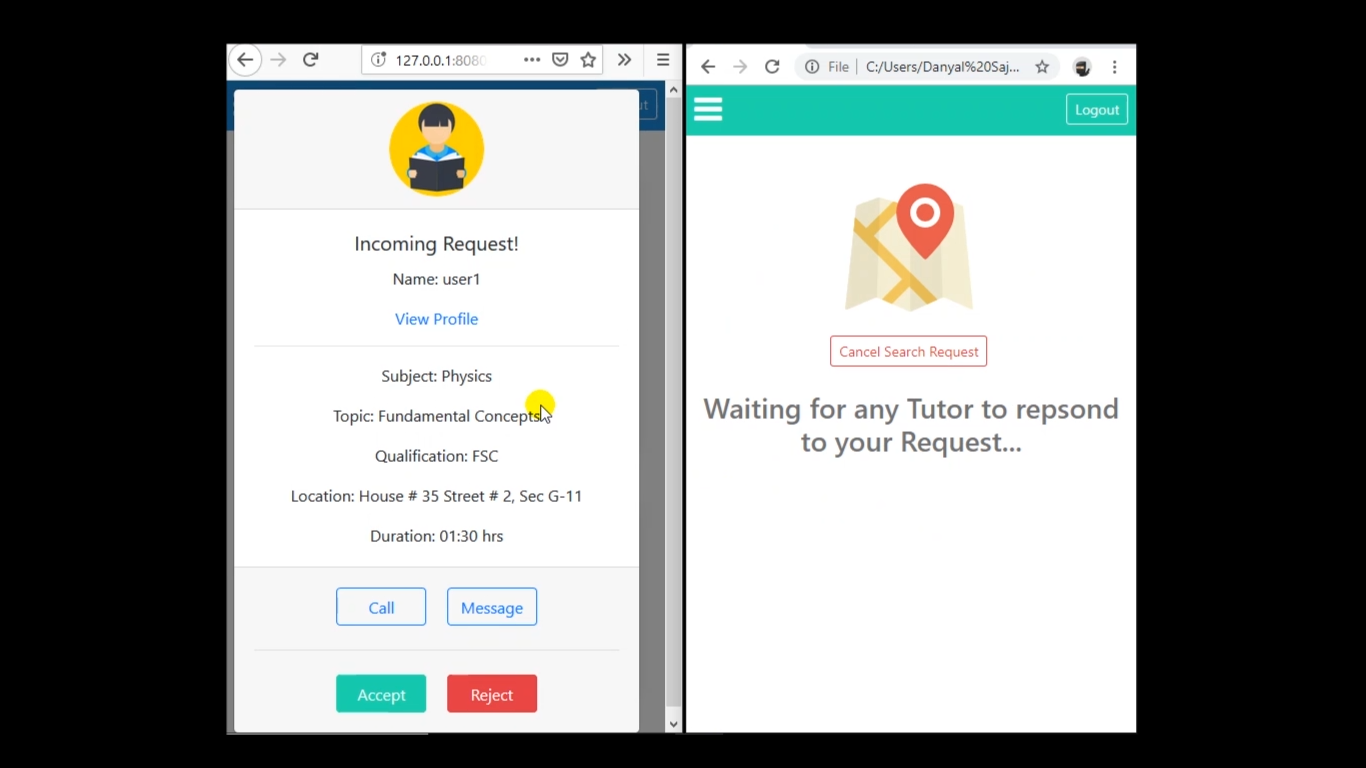 127.0.0.1:8080
Incoming Request!
Name: user1
View Profile
Subject: Physics
Topic: Fundamental Concepts
Qualification: FSC
Location: House # 35 Street # 2, Sec G-11
Duration: 01:30 hrs
Call
Message
Accept
Reject
File
C:/Users/Danyal%20Saj...
Logout
Cancel Search Request
Waiting for any Tutor to repsond
to your Request...